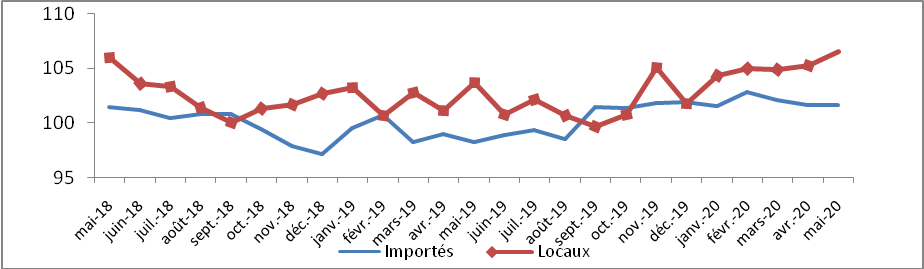 110
105
100
95
mai-18 juin-18 juil.-18 août-18 sept.-18 oct.-18 nov.-18 déc.-18 janv.-19 févr.-19 mars-19 avr.-19 mai-19 juin-19 juil.-19 août-19 sept.-19 oct.-19 nov.-19 déc.-19 janv.-20 févr.-20 mars-20 avr.-20 mai-20
Importés Locaux